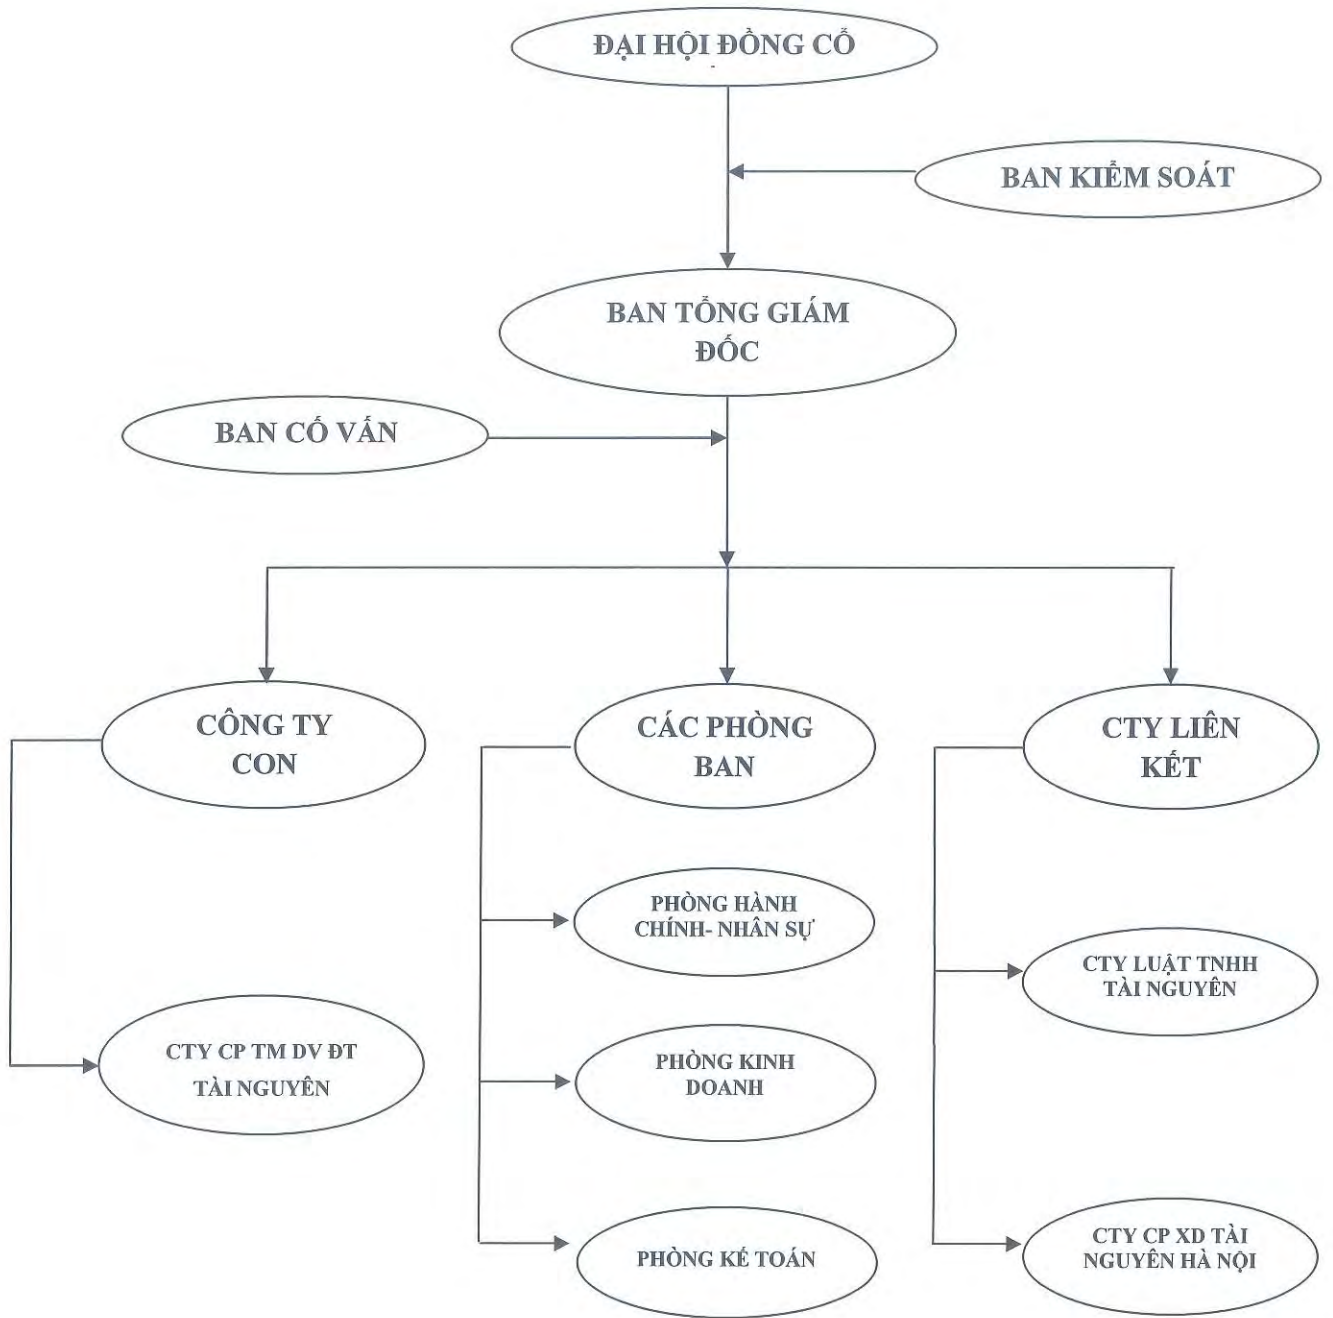 ĐẠI HỘI ĐỒNG CỔ
BAN KIỂM SOÁT
BAN TỔNG GIÁM
ĐỐC
BAN CỐ VẤN
CÔNG TY
CON
CÁC PHÒNG
BAN
CTY LIÊN
KẾT
PHÒNG HÀNH
CHÍNH- NHÂN SỰ
CTY LUẬT TNHH
TÀI NGUYÊN
CTY CP TM DV ĐT
TÀI NGUYÊN
PHÒNG KINH
DOANH
PHÒNG KẾ TOÁN
CTY CP XD TÀI
NGUYÊN HÀ NỘI